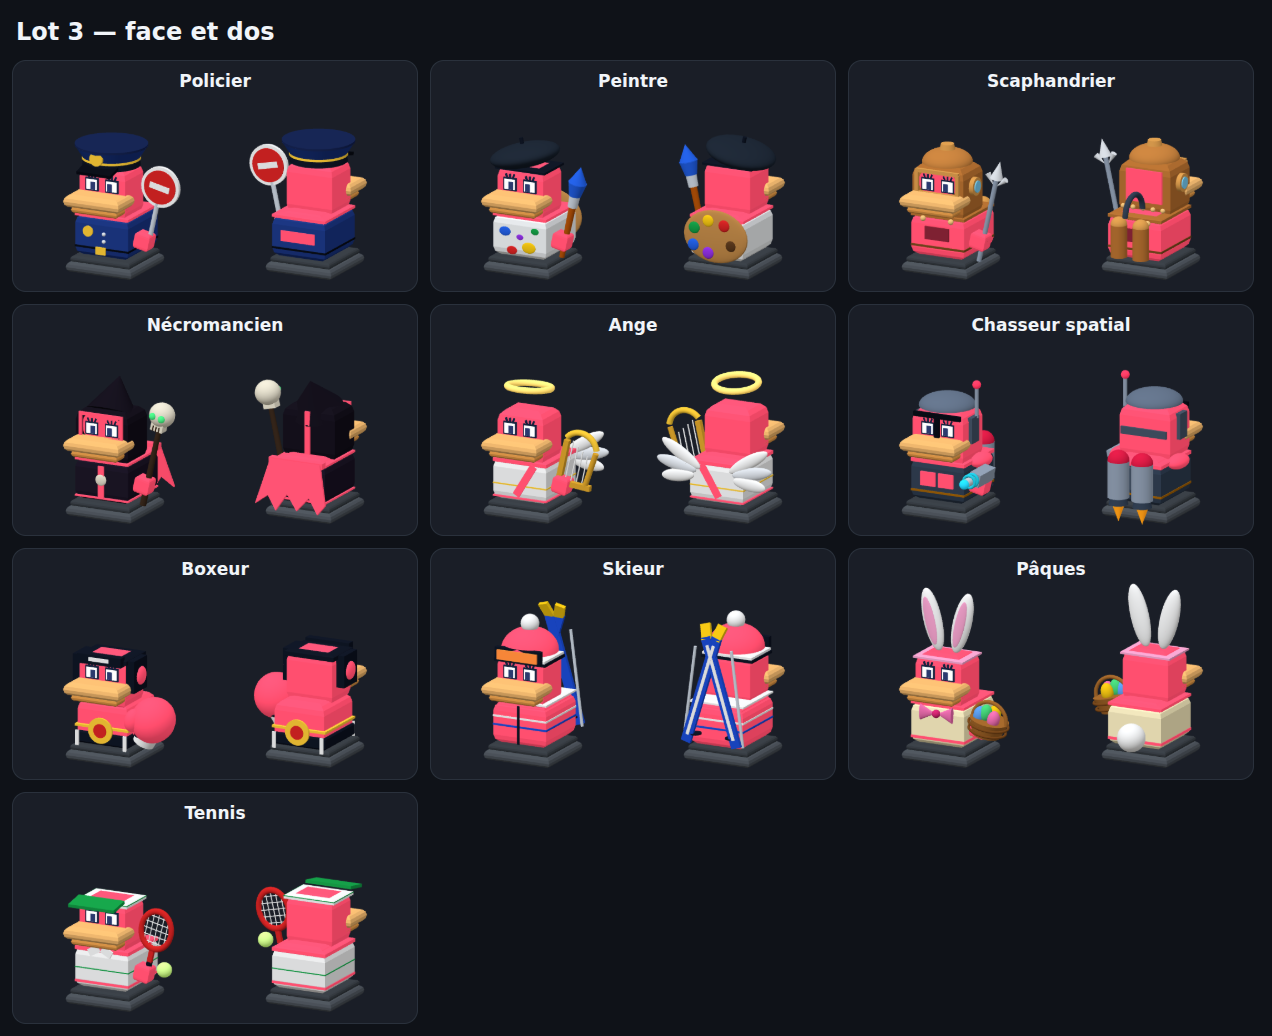 Lot 3 — face et dos
Policier
Peintre
Scaphandrier
Nécromancien
Ange
Chasseur spatial
Boxeur
Skieur
Pâques
Tennis